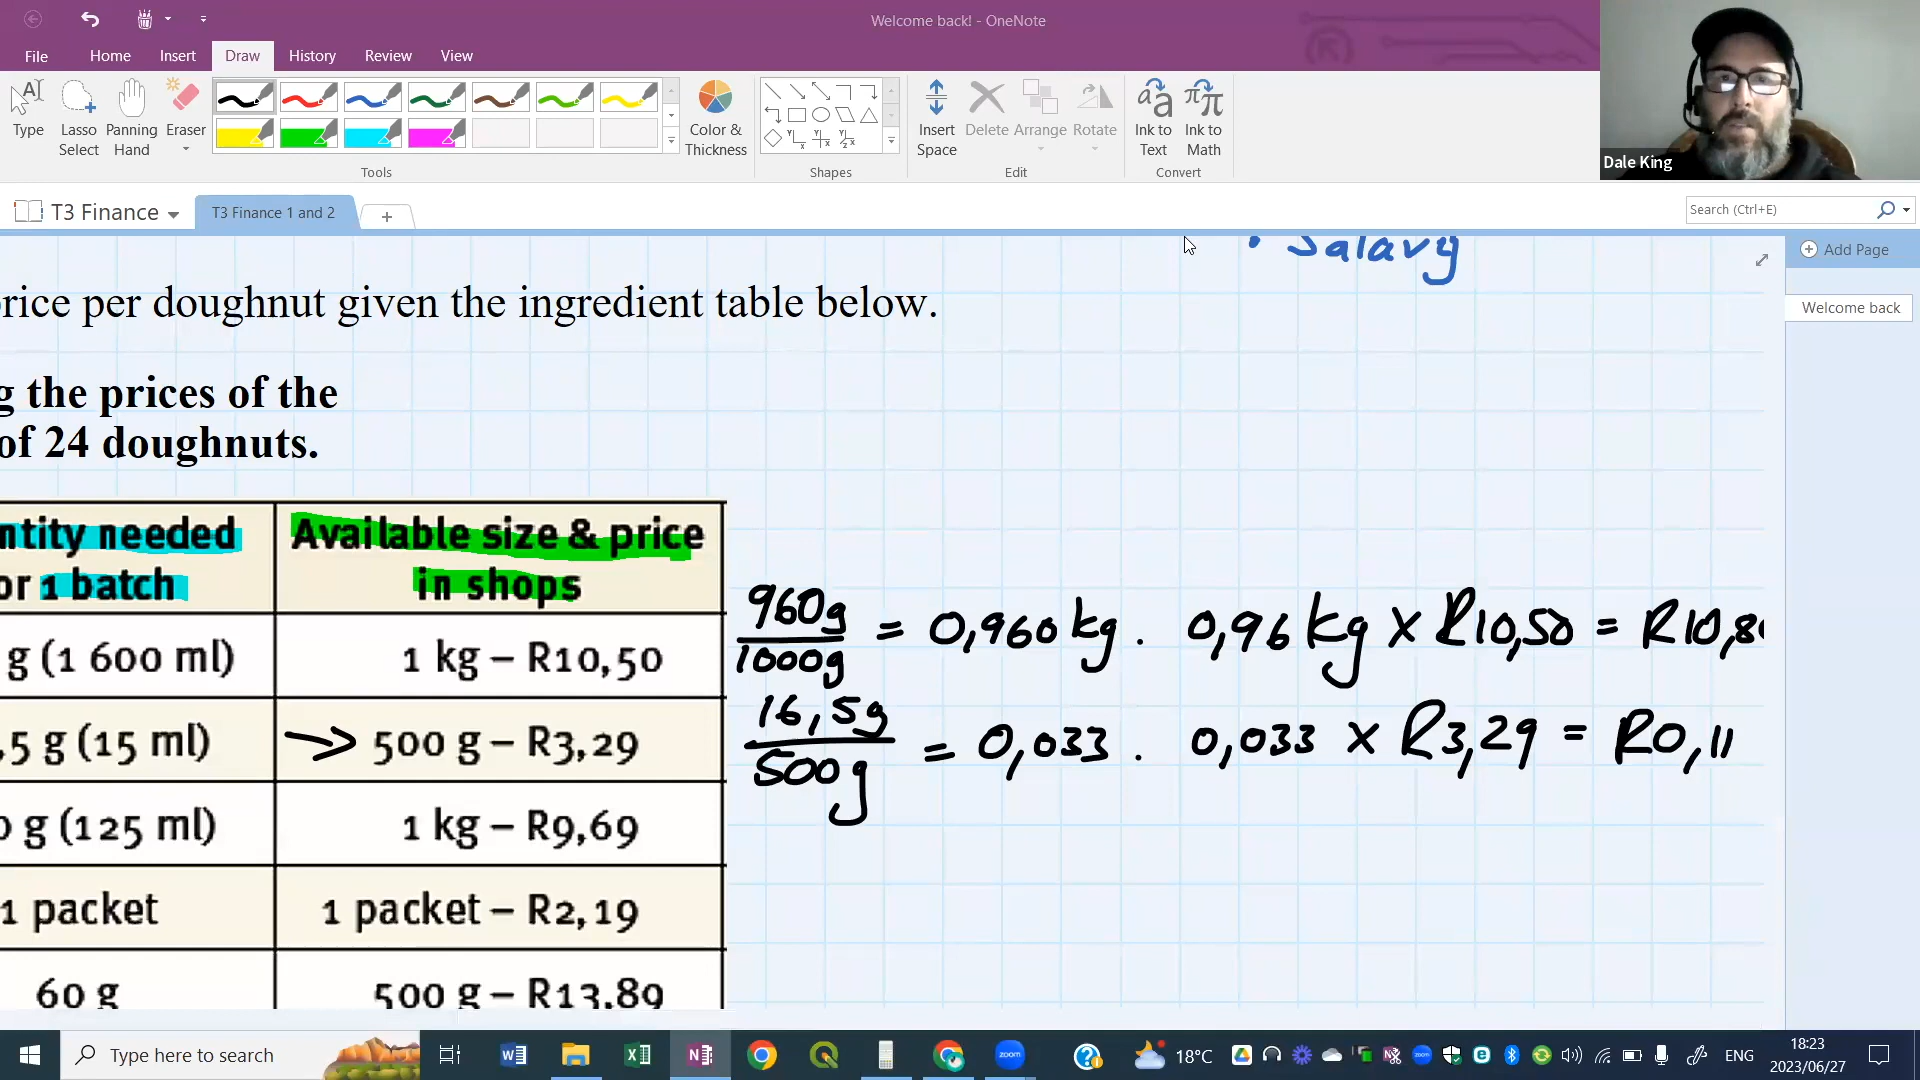 Welcome back! - OneNote
File Home Insert Draw History Review View
Type
Lasso Select
Panning Hand
Eraser
Color & Thickness
Insert Space
Delete
Arrange
Rotate
Ink to Text
Ink to Math
Tools Shapes Edit Convert
Dale King
T3 Finance
T3 Finance 1 and 2
Search (Ctrl+E)
Add Page
Welcome back
• Salary
rice per doughnut given the ingredient table below.
g the prices of the
of 24 doughnuts.
ntity needed
or 1 batch
Available size & price
in shops
g (1 600 ml) 1 kg – R10,50
960g/1000g = 0,960 kg . 0,96 kg x R10,50 = R10,8
,5 g (15 ml) 500 g – R3,29
16,5g/500g = 0,033 . 0,033 x R3,29 = R0,11
0 g (125 ml) 1 kg – R9,69
1 packet 1 packet – R2,19
60 g 500 g – R13,89
Type here to search
zoom
18°C
ENG
18:23
2023/06/27